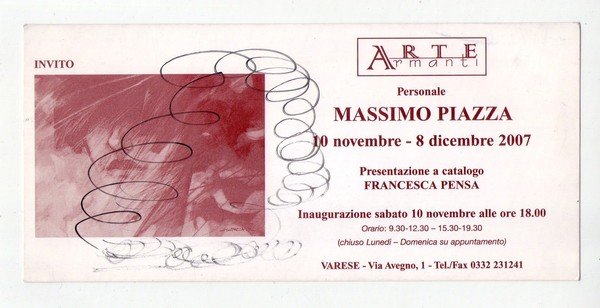 INVITO
ARTE
Armanti
Personale
MASSIMO PIAZZA
10 novembre - 8 dicembre 2007
Presentazione a catalogo
FRANCESCA PENSA
Inaugurazione sabato 10 novembre alle ore 18.00
Orario: 9.30-12.30 – 15.30-19.30
(chiuso Lunedì – Domenica su appuntamento)
VARESE - Via Avegno, 1 - Tel./Fax 0332 231241